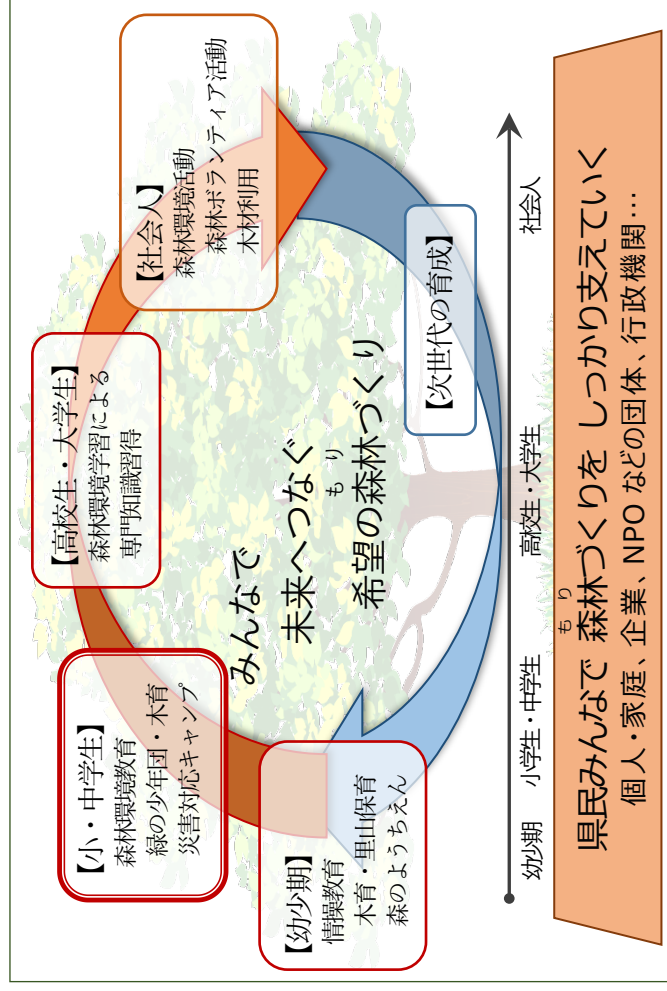 【小・中学生】
森林環境教育
緑の少年団・木育
災害対応キャンプ
【高校生・大学生】
森林環境学習による
専門知識習得
【社会人】
森林環境活動
森林ボランティア活動
木材利用
【幼少期】
情操教育
木育・里山保育
森のようちえん
みんなで
未来へつなぐ
もり
希望の森林づくり
【次世代の育成】
幼少期 小学生・中学生 高校生・大学生 社会人
もり
県民みんなで 森林づくりを しっかり支えていく
個人・家庭、企業、NPO などの団体、行政機関…